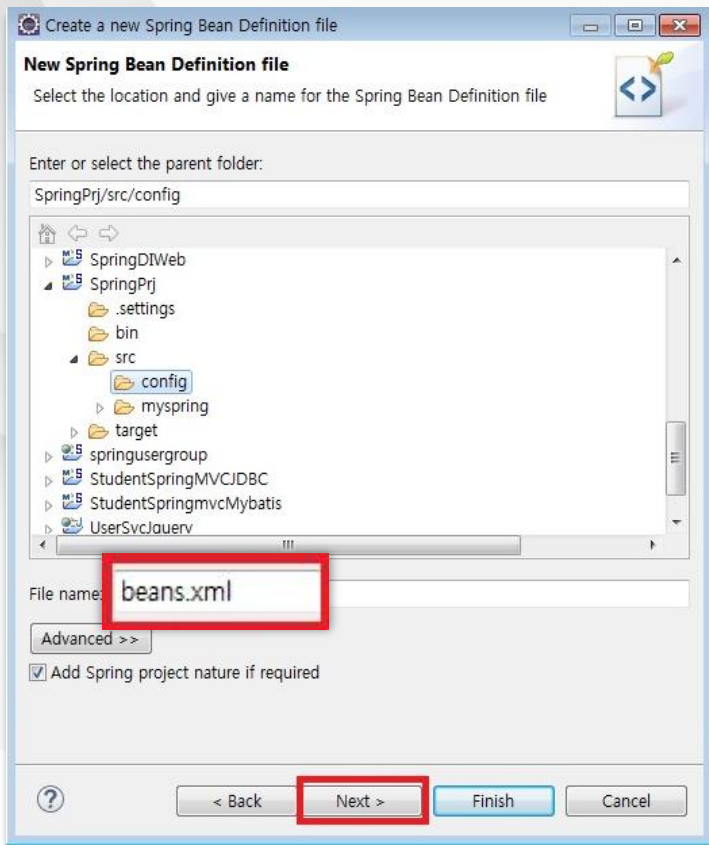 Create a new Spring Bean Definition file
New Spring Bean Definition file
Select the location and give a name for the Spring Bean Definition file
Enter or select the parent folder:
SpringPrj/src/config
SpringDIWeb
SpringPrj
.settings
bin
src
config
myspring
target
springusergroup
StudentSpringMVCJDBC
StudentSpringmvcMybatis
UserSvcJquery
File name: beans.xml
Advanced >>
Add Spring project nature if required
< Back Next > Finish Cancel